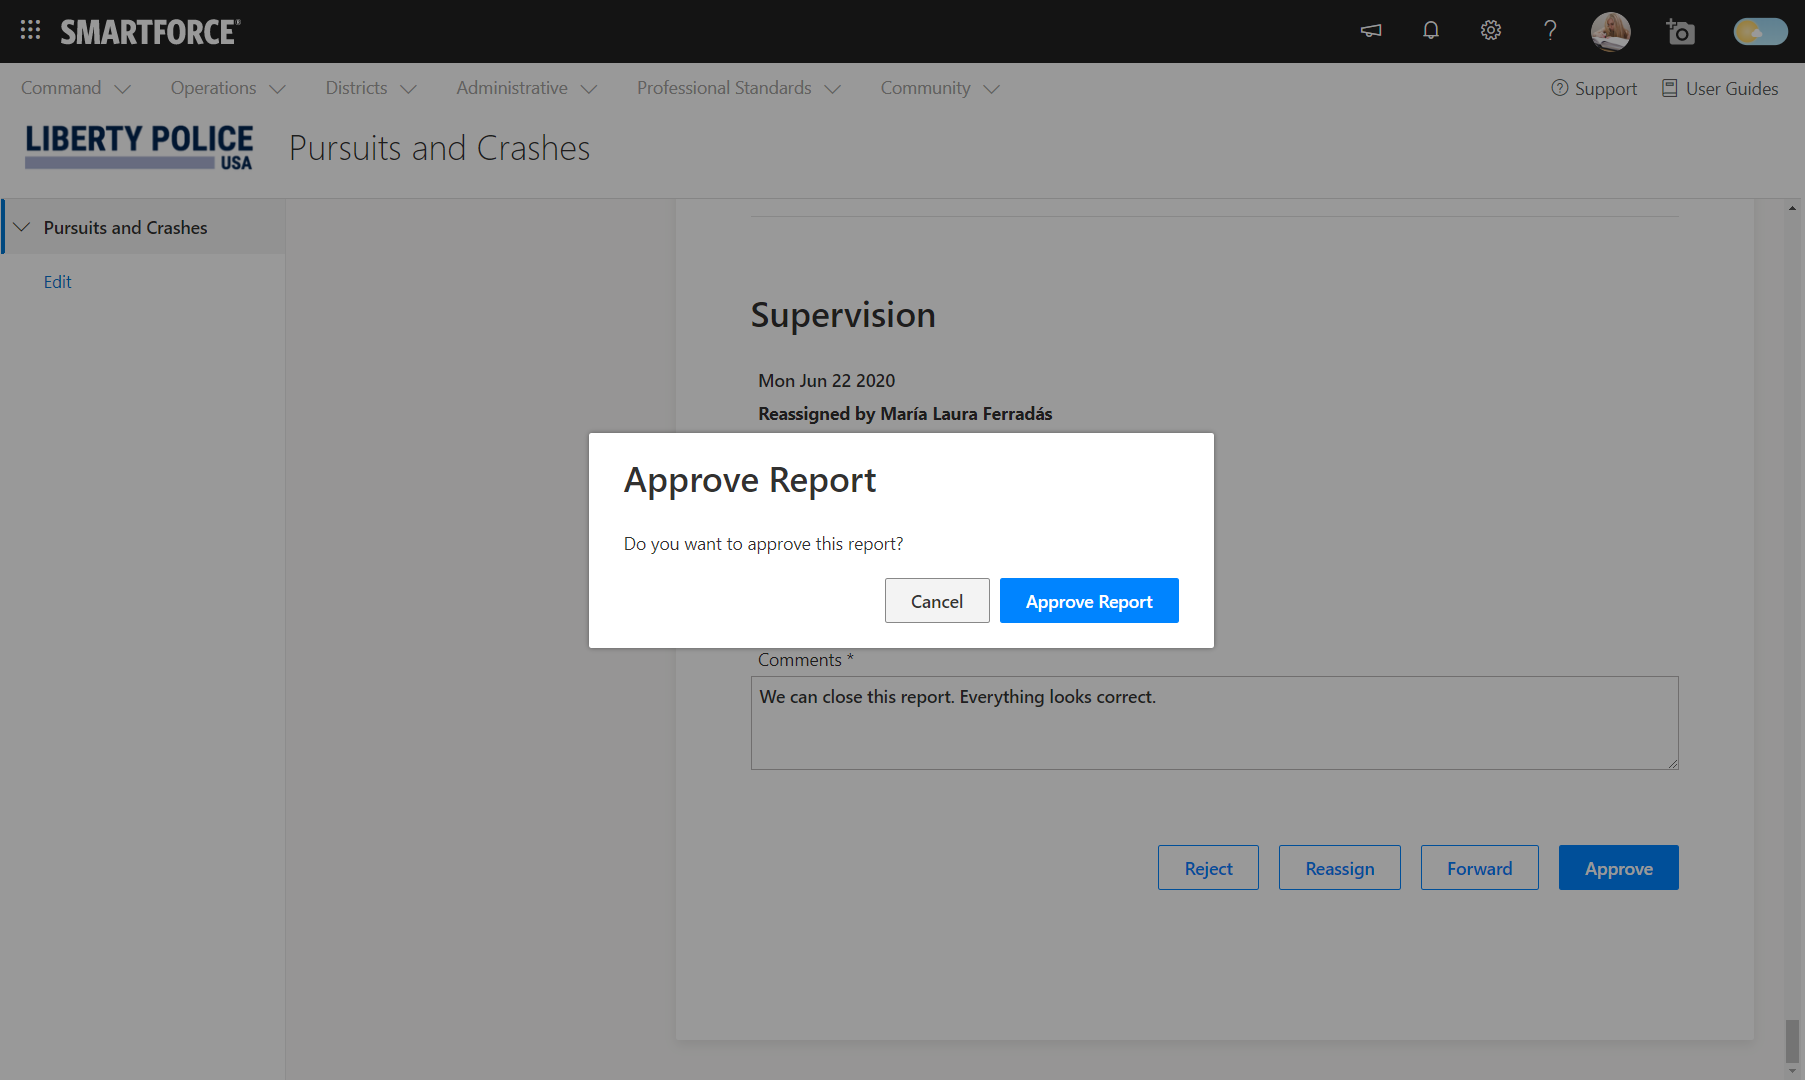 SMARTFORCE®
Command Operations Districts Administrative Professional Standards Community Support User Guides
LIBERTY POLICE
USA
Pursuits and Crashes
Pursuits and Crashes
Edit
Supervision
Mon Jun 22 2020
Reassigned by María Laura Ferradás
Approve Report
Do you want to approve this report?
Cancel Approve Report
Comments *
We can close this report. Everything looks correct.
Reject Reassign Forward Approve